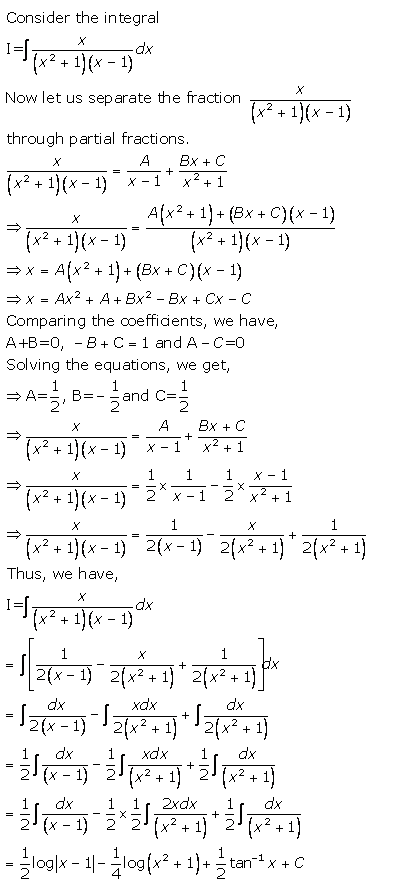 Consider the integral
I=∫ x/((x² + 1)(x − 1)) dx
Now let us separate the fraction x/((x² + 1)(x − 1))
through partial fractions.
x/((x² + 1)(x − 1)) = A/(x − 1) + (Bx + C)/(x² + 1)
⇒ x/((x² + 1)(x − 1)) = (A(x² + 1) + (Bx + C)(x − 1))/((x² + 1)(x − 1))
⇒ x = A(x² + 1) + (Bx + C)(x − 1)
⇒ x = Ax² + A + Bx² − Bx + Cx − C
Comparing the coefficients, we have,
A+B=0, −B + C = 1 and A − C=0
Solving the equations, we get,
⇒ A=1/2, B=−1/2 and C=1/2
⇒ x/((x² + 1)(x − 1)) = A/(x − 1) + (Bx + C)/(x² + 1)
⇒ x/((x² + 1)(x − 1)) = 1/2 × 1/(x − 1) − 1/2 × (x − 1)/(x² + 1)
⇒ x/((x² + 1)(x − 1)) = 1/(2(x − 1)) − x/(2(x² + 1)) + 1/(2(x² + 1))
Thus, we have,
I=∫ x/((x² + 1)(x − 1)) dx
= ∫[1/(2(x − 1)) − x/(2(x² + 1)) + 1/(2(x² + 1))]dx
= ∫ dx/(2(x − 1)) − ∫ xdx/(2(x² + 1)) + ∫ dx/(2(x² + 1))
= 1/2 ∫ dx/(x − 1) − 1/2 ∫ xdx/(x² + 1) + 1/2 ∫ dx/(x² + 1)
= 1/2 ∫ dx/(x − 1) − 1/2 × 1/2 ∫ 2xdx/(x² + 1) + 1/2 ∫ dx/(x² + 1)
= 1/2 log|x − 1| − 1/4 log(x² + 1) + 1/2 tan⁻¹ x + C